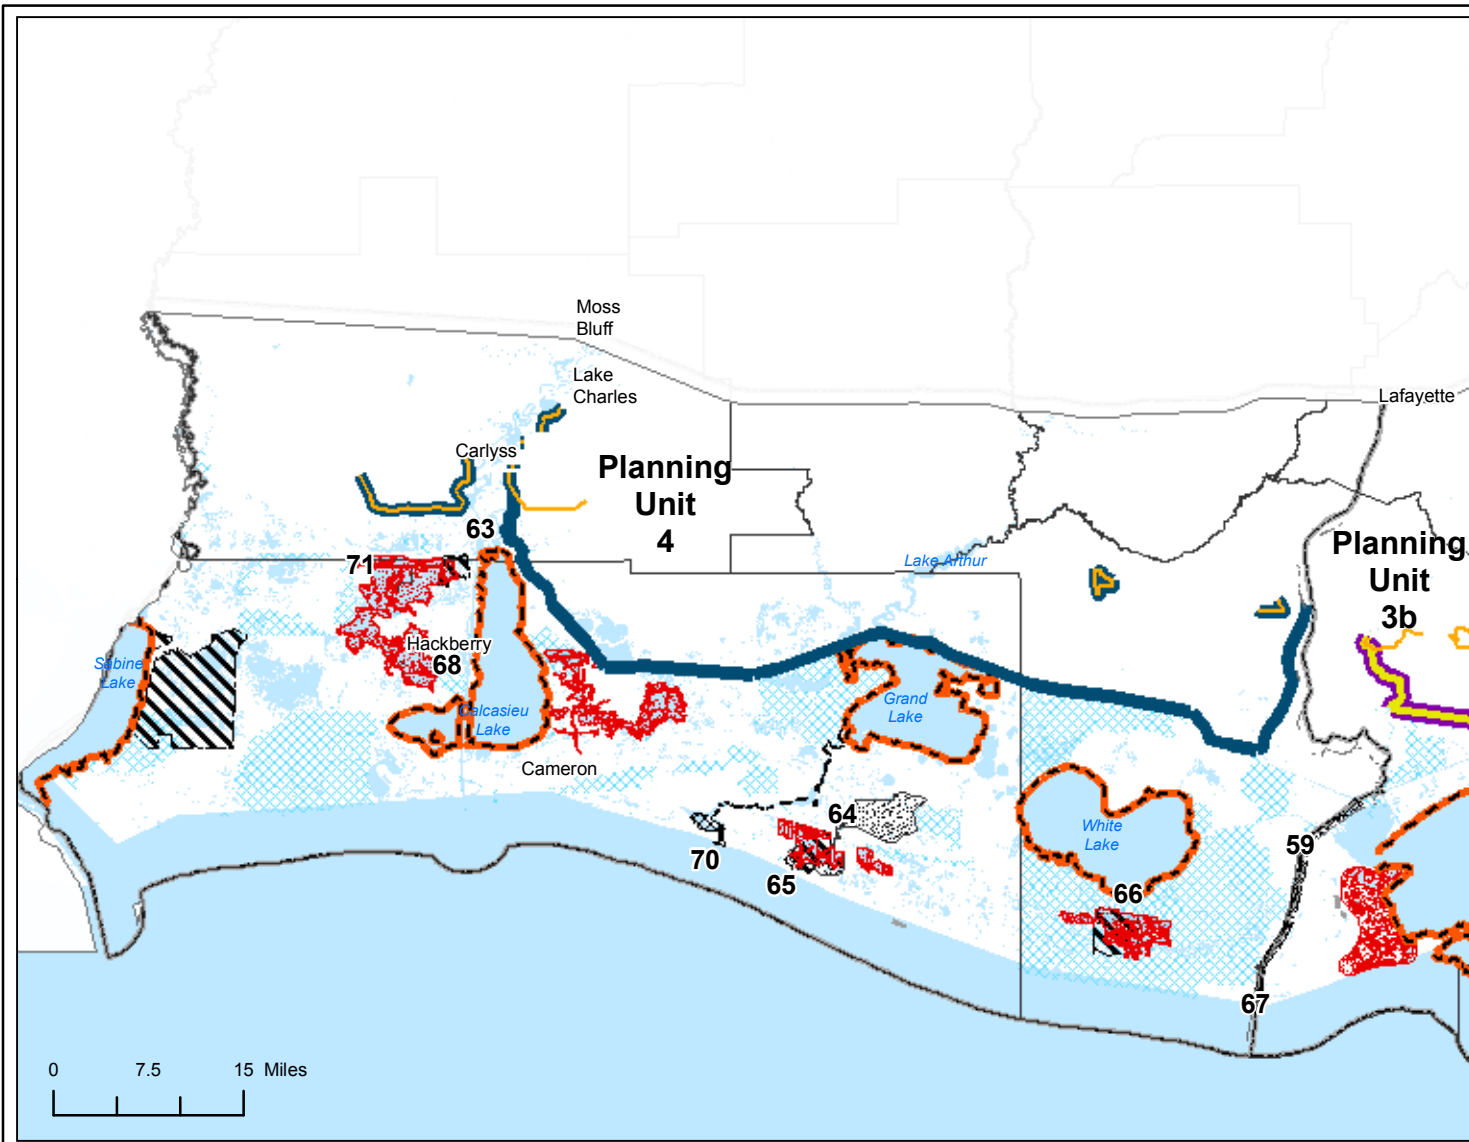 Moss
Bluff
Lake
Charles
Lafayette
Carlyss
Planning
Unit
4
63
Planning
Unit
3b
Lake Arthur
71
Hackberry
68
Sabine
Lake
Calcasieu
Lake
Grand
Lake
Cameron
64
White
Lake
59
70
65
66
67
0 7.5 15 Miles